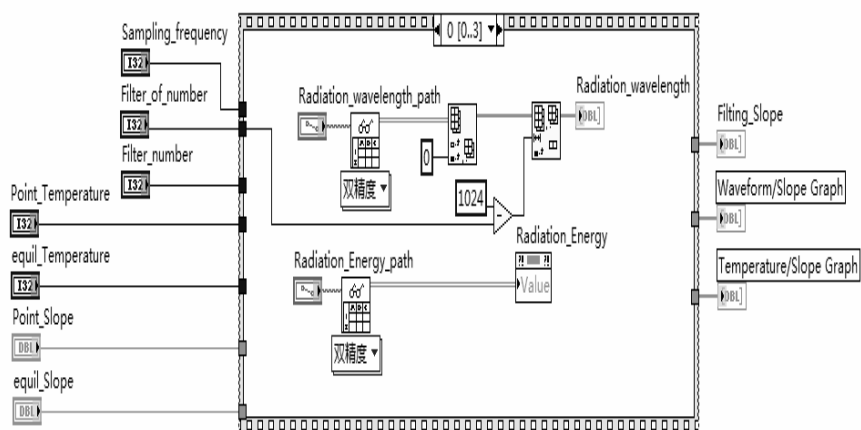 0 [0..3]
Sampling_frequency
I32
Filter_of_number
I32
Filter_number
I32
Point_Temperature
I32
equil_Temperature
I32
Point_Slope
DBL
equil_Slope
DBL
Radiation_wavelength_path
双精度
0
1024
Radiation_wavelength
DBL
Radiation_Energy_path
双精度
Radiation_Energy
Value
Filting_Slope
DBL
Waveform/Slope Graph
DBL
Temperature/Slope Graph
DBL